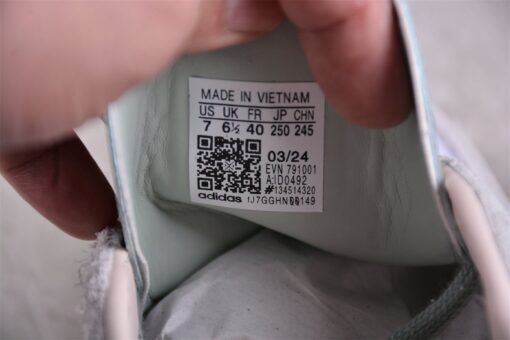 MADE IN VIETNAM
US UK FR JP CHN
7 6½ 40 250 245
03/24
EVN 791001
A:ID0492
#134514320
adidas 1J7GGHN00149